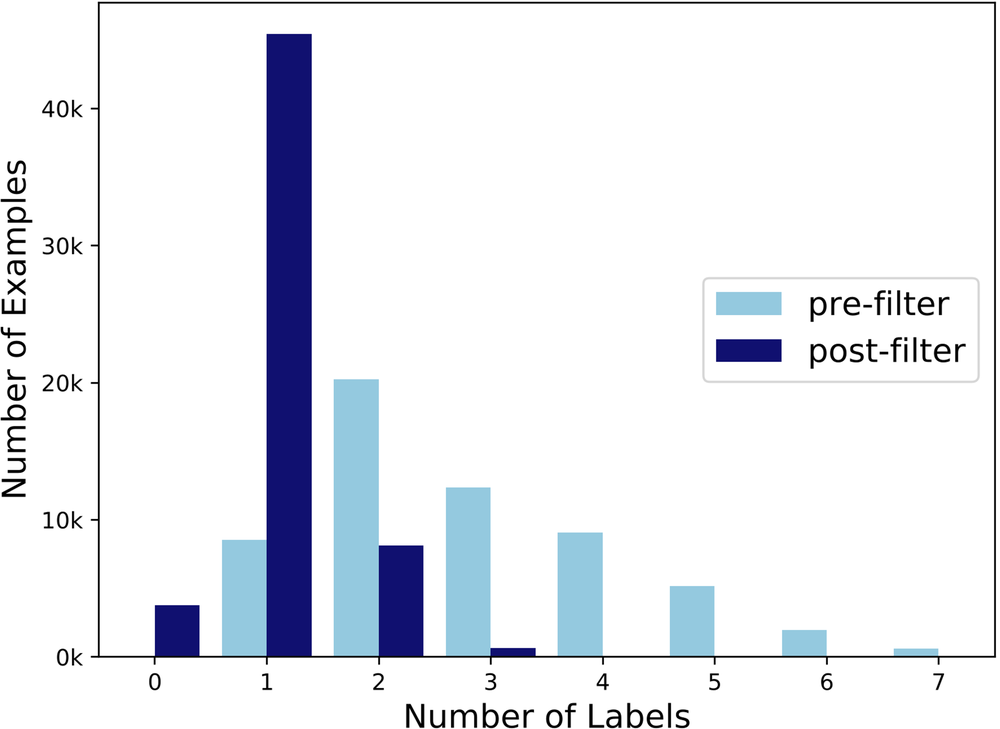 Number of Examples
40k
30k
20k
10k
0k
pre-filter
post-filter
0 1 2 3 4 5 6 7
Number of Labels